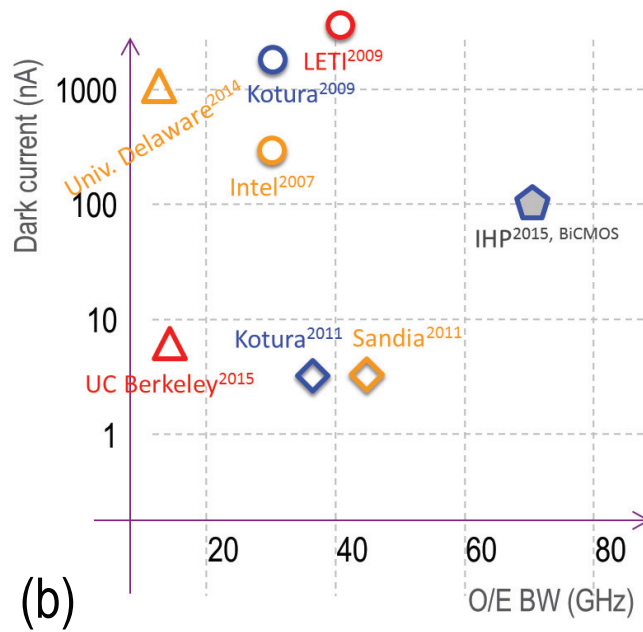 Dark current (nA)
LETI2009
1000
Kotura2009
Univ. Delaware2014
Intel2007
100
IHP2015, BiCMOS
10
Kotura2011
Sandia2011
UC Berkeley2015
1
20
40
60
80
(b)
O/E BW (GHz)